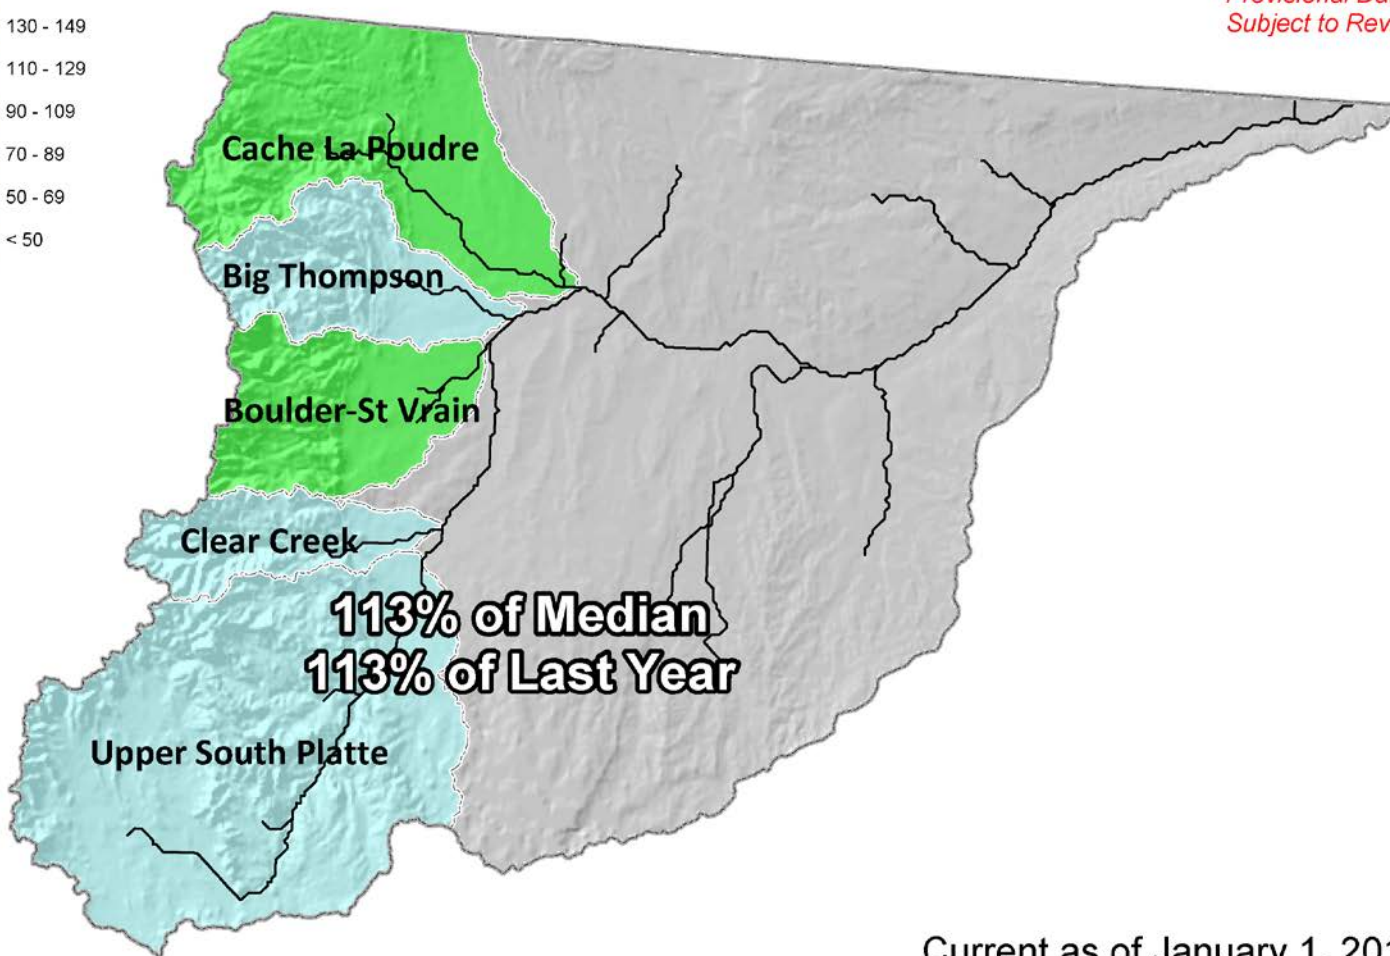 Subject to Rev
130 - 149
110 - 129
90 - 109
70 - 89
50 - 69
< 50
Cache La Poudre
Big Thompson
Boulder-St Vrain
Clear Creek
113% of Median
113% of Last Year
Upper South Platte
Current as of January 1, 201